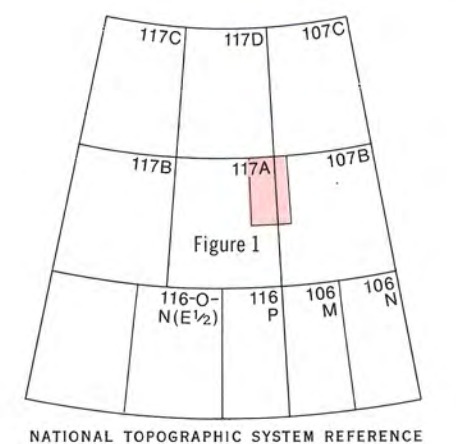 117C 117D 107C
117B 117A 107B
Figure 1
116-O- 116 106 106
N(E½) P M N
NATIONAL TOPOGRAPHIC SYSTEM REFERENCE